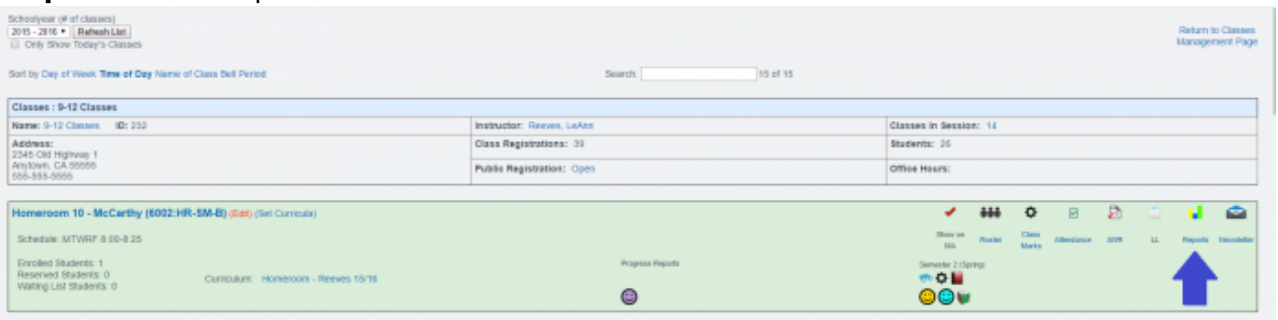 Schoolyear (# of classes)
2015 - 2016 Refresh List
Only Show Today's Classes
Return to Classes
Management Page
Sort by Day of Week Time of Day Name of Class Bell Period
Search: 15 of 15
Classes : 9-12 Classes
Name: 9-12 Classes ID: 232
Instructor: Reeves, LeAnn
Classes in Session: 14
Address:
2345 Old Highway 1
Anytown, CA 55555
555-555-5555
Class Registrations: 39
Students: 26
Public Registration: Open
Office Hours:
Homeroom 10 - McCarthy (6002:HR-SM-B) (Edit) (Set Curricula)
Schedule: MTWRF 8:00-8:25
Show on
Roster
Class
Marks
Attendance
LL
Reports
Newsletter
Enrolled Students: 1
Reserved Students: 0
Waiting List Students: 0
Curriculum: Homeroom - Reeves 15/16
Progress Reports
Semester 2 (Spring)